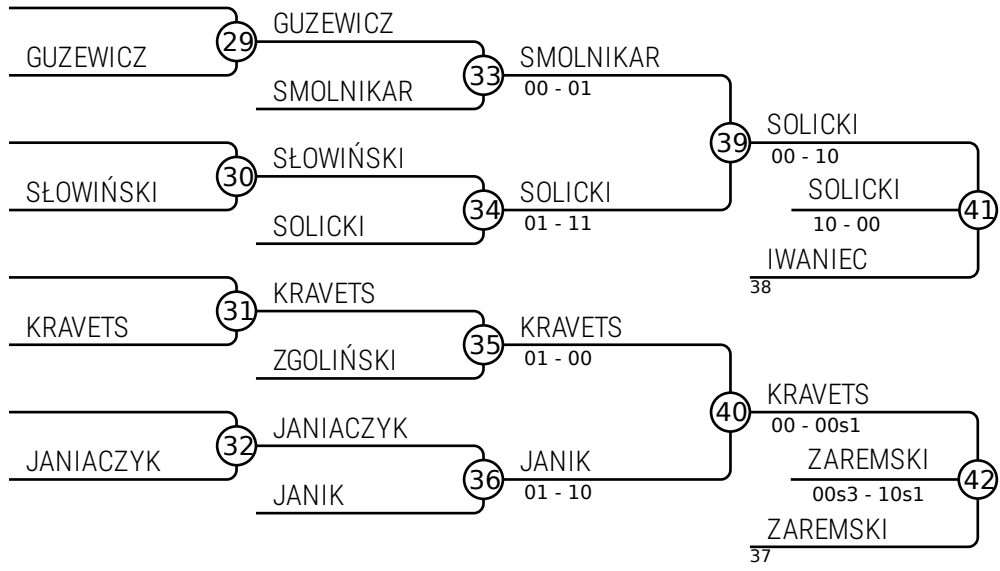 GUZEWICZ
29
GUZEWICZ
SMOLNIKAR
33
SMOLNIKAR
00 - 01
SŁOWIŃSKI
30
SŁOWIŃSKI
SOLICKI
34
SOLICKI
01 - 11
39
SOLICKI
00 - 10
SOLICKI
10 - 00
41
IWANIEC
38
KRAVETS
31
KRAVETS
ZGOLIŃSKI
35
KRAVETS
01 - 00
JANIACZYK
32
JANIACZYK
JANIK
36
JANIK
01 - 10
40
KRAVETS
00 - 00s1
ZAREMSKI
00s3 - 10s1
42
ZAREMSKI
37